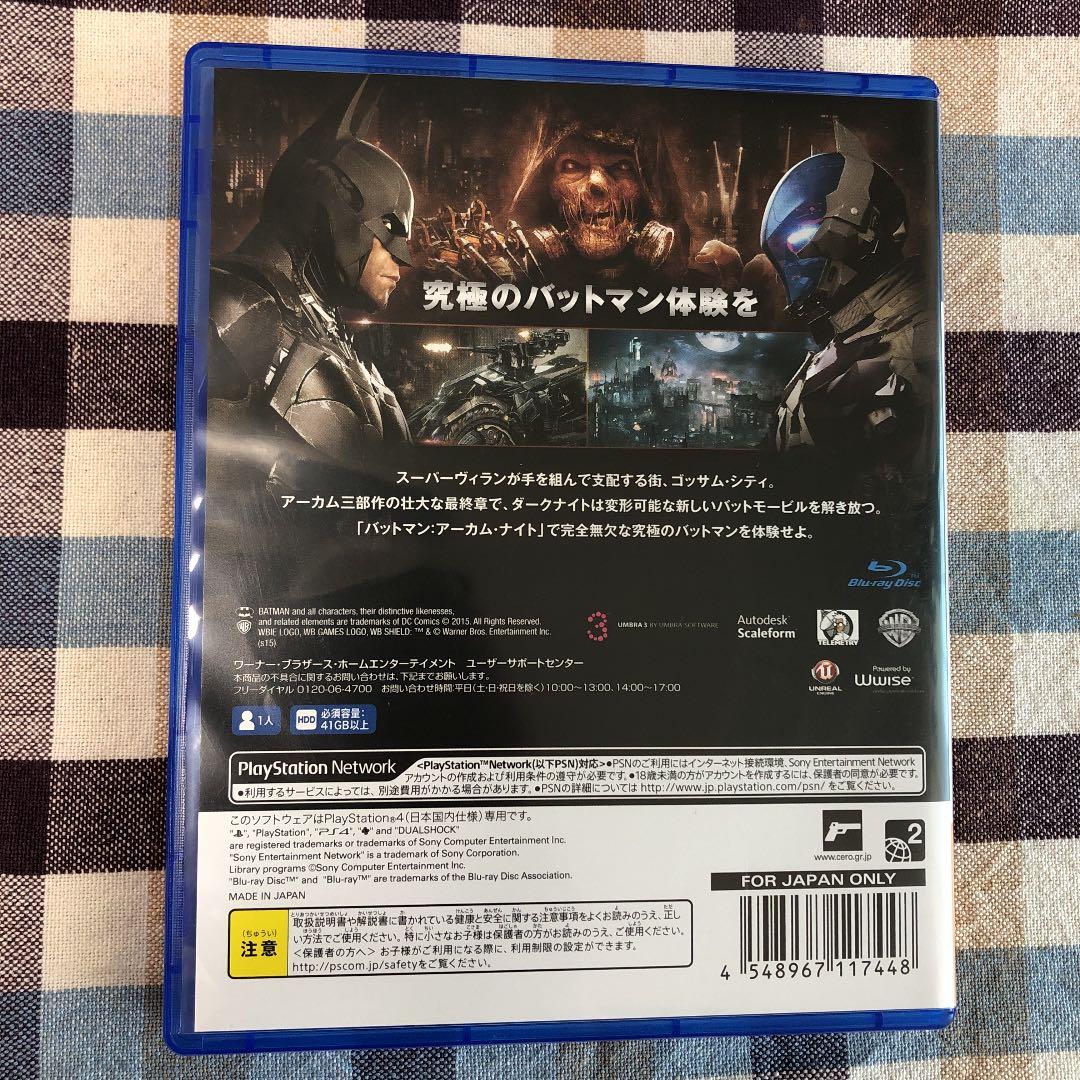 究極のバットマン体験を
スーパーヴィランが手を組んで支配する街、ゴッサム・シティ。
アーカム三部作の壮大な最終章で、ダークナイトは変形可能な新しいバットモービルを解き放つ。
「バットマン:アーカム・ナイト」で完全無欠な究極のバットマンを体験せよ。
Blu-ray Disc™
BATMAN and all characters, their distinctive likenesses,
and related elements are trademarks of DC Comics © 2015. All Rights Reserved.
WBIE LOGO, WB GAMES LOGO, WB SHIELD: ™ & © Warner Bros. Entertainment Inc.
(s15)
UMBRA 3 BY UMBRA SOFTWARE
Autodesk®
Scaleform
TELEMETRY
WB
UNREAL
ENGINE
Powered by
Wwise
ワーナー・ブラザース・ホームエンターテイメント ユーザーサポートセンター
本商品の不具合に関するお問い合わせは、下記までお願いします。
フリーダイヤル 0120-06-4700 お問い合わせ時間:平日(土・日・祝日を除く)10:00〜13:00、14:00〜17:00
1人
HDD 必須容量:
41GB以上
PlayStation Network <PlayStation™Network(以下PSN)対応>●PSNのご利用にはインターネット接続環境、Sony Entertainment Network
アカウントの作成および利用条件の遵守が必要です。●18歳未満の方がアカウントを作成するには、保護者の同意が必要です。
●利用するサービスによっては、別途費用がかかる場合があります。●PSNの詳細については http://www.jp.playstation.com/psn/ をご覧ください。
このソフトウェアはPlayStation®4(日本国内仕様)専用です。
" ", "PlayStation", "PS4", " " and "DUALSHOCK"
are registered trademarks or trademarks of Sony Computer Entertainment Inc.
"Sony Entertainment Network" is a trademark of Sony Corporation.
Library programs ©Sony Computer Entertainment Inc.
"Blu-ray Disc™" and "Blu-ray™" are trademarks of the Blu-ray Disc Association.
MADE IN JAPAN
www.cero.gr.jp
2
FOR JAPAN ONLY
(ちゅうい)
注意
取扱説明書や解説書に書かれている健康と安全に関する注意事項をよくお読みのうえ、正し
い方法でご使用ください。特に小さなお子様は保護者の方がお読みのうえ、ご使用ください。
<保護者の方へ> お子様がご利用になる際に、利用制限の設定ができます。
http://pscom.jp/safetyをご覧ください。
4 548967 117448